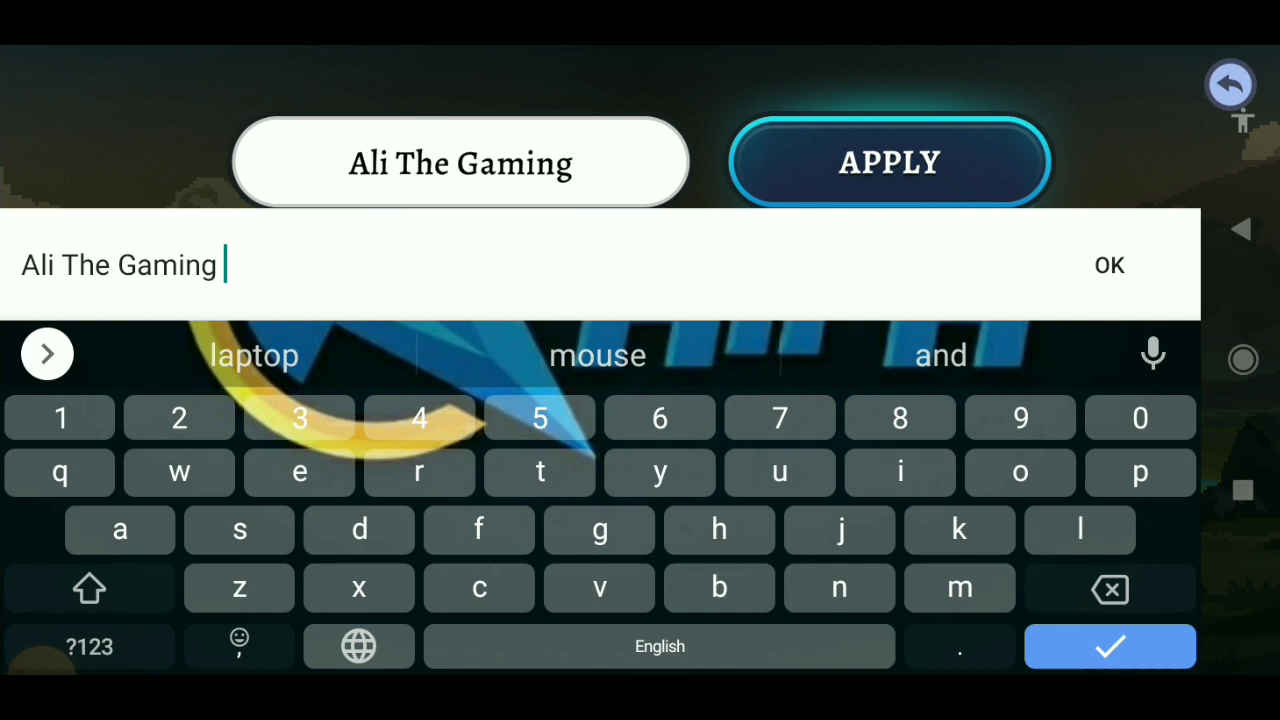 Ali The Gaming
APPLY
Ali The Gaming
OK
laptop mouse and
1 2 3 4 5 6 7 8 9 0
q w e r t y u i o p
a s d f g h j k l
z x c v b n m
?123 , English .